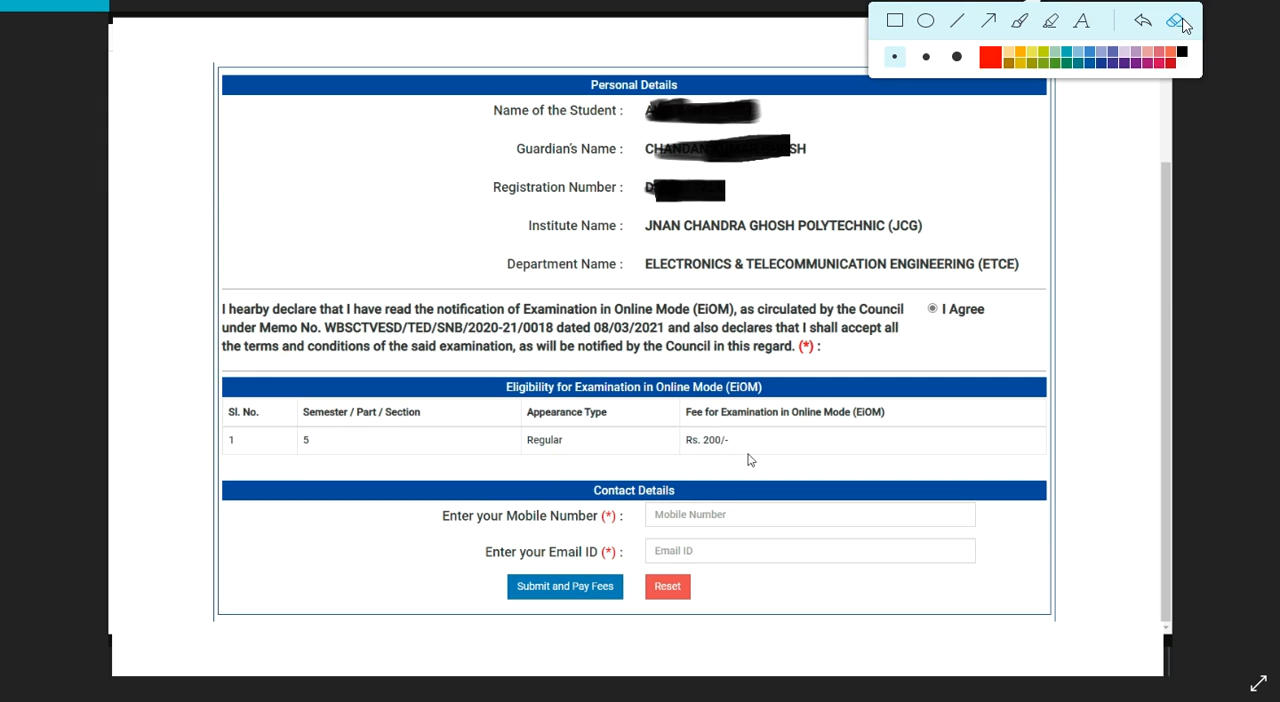 Personal Details
Name of the Student :
Guardian's Name :
Registration Number :
Institute Name : JNAN CHANDRA GHOSH POLYTECHNIC (JCG)
Department Name : ELECTRONICS & TELECOMMUNICATION ENGINEERING (ETCE)
I hearby declare that I have read the notification of Examination in Online Mode (EiOM), as circulated by the Council
under Memo No. WBSCTVESD/TED/SNB/2020-21/0018 dated 08/03/2021 and also declares that I shall accept all
the terms and conditions of the said examination, as will be notified by the Council in this regard. (*) :
I Agree
Eligibility for Examination in Online Mode (EiOM)
Sl. No. Semester / Part / Section Appearance Type Fee for Examination in Online Mode (EiOM)
1 5 Regular Rs. 200/-
Contact Details
Enter your Mobile Number (*) : Mobile Number
Enter your Email ID (*) : Email ID
Submit and Pay Fees Reset